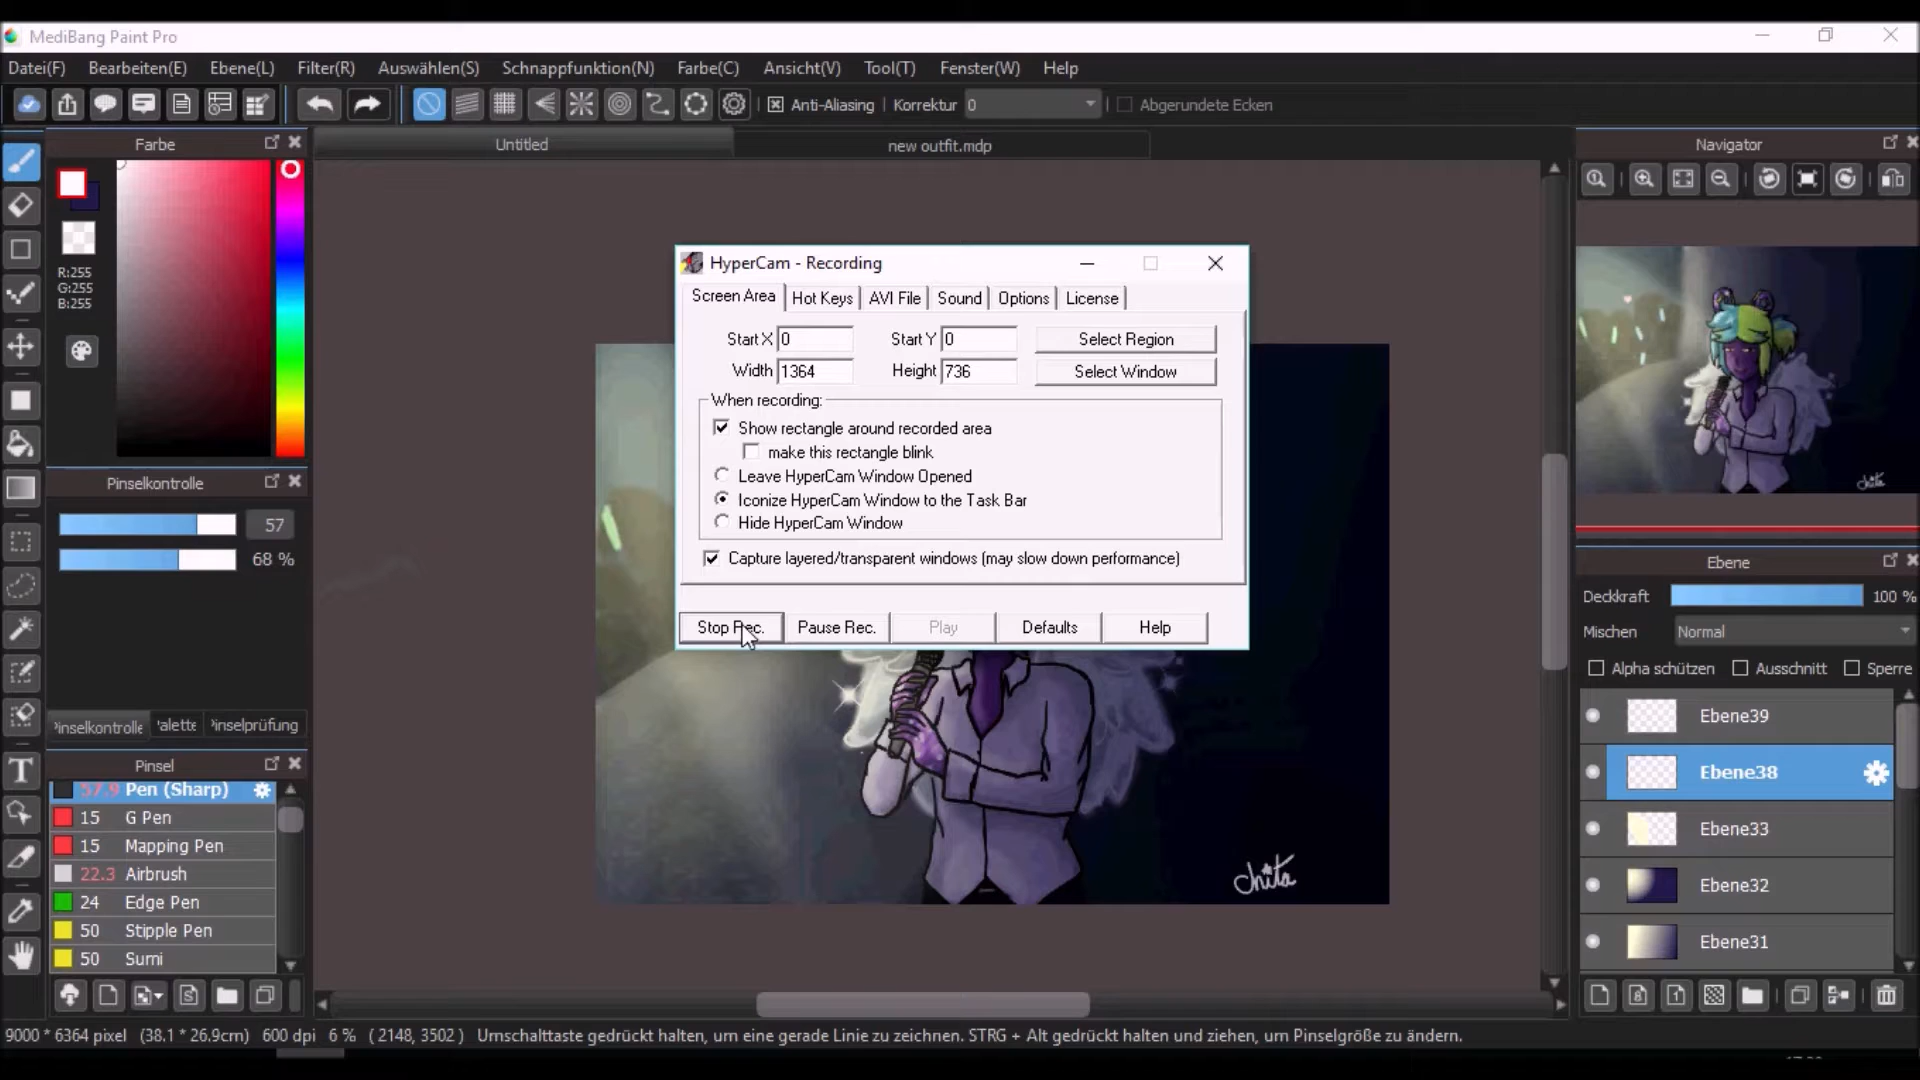 MediBang Paint Pro
Datei(F) Bearbeiten(E) Ebene(L) Filter(R) Auswählen(S) Schnappfunktion(N) Farbe(C) Ansicht(V) Tool(T) Fenster(W) Help
Anti-Aliasing Korrektur 0 Abgerundete Ecken
Farbe
Untitled
new outfit.mdp
Navigator
R:255
G:255
B:255
HyperCam - Recording
Screen Area Hot Keys AVI File Sound Options License
Start X 0 Start Y 0 Select Region
Width 1364 Height 736 Select Window
When recording:
Show rectangle around recorded area
make this rectangle blink
Leave HyperCam Window Opened
Iconize HyperCam Window to the Task Bar
Hide HyperCam Window
Capture layered/transparent windows (may slow down performance)
Stop Rec. Pause Rec. Play Defaults Help
Pinselkontrolle
57
68 %
inselkontrolle 'alette inselprüfung
Pinsel
57.9 Pen (Sharp)
15 G Pen
15 Mapping Pen
22.3 Airbrush
24 Edge Pen
50 Stipple Pen
50 Sumi
Chita
Chita
Ebene
Deckkraft 100 %
Mischen Normal
Alpha schützen Ausschnitt Sperre
Ebene39
Ebene38
Ebene33
Ebene32
Ebene31
9000 * 6364 pixel (38.1 * 26.9cm) 600 dpi 6 % ( 2148, 3502 ) Umschalttaste gedrückt halten, um eine gerade Linie zu zeichnen. STRG + Alt gedrückt halten und ziehen, um Pinselgröße zu ändern.